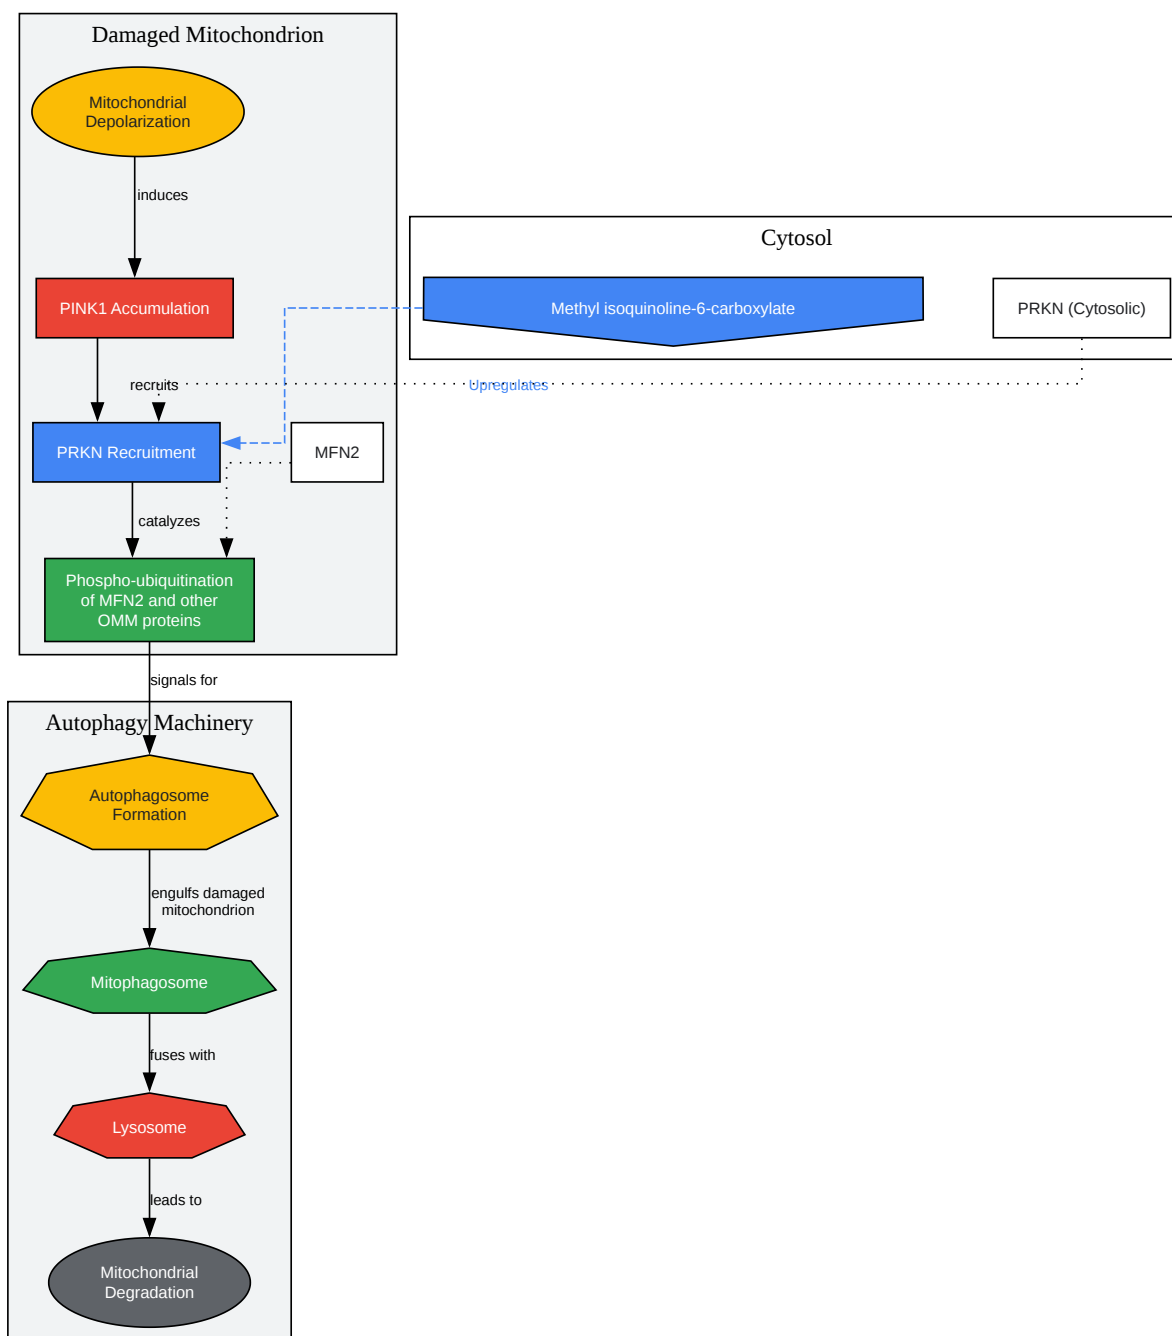 Damaged Mitochondrion
Mitochondrial
Depolarization
induces
Cytosol
PINK1 Accumulation
Methyl isoquinoline-6-carboxylate
PRKN (Cytosolic)
recruits
Upregulates
PRKN Recruitment
MFN2
catalyzes
Phospho-ubiquitination
of MFN2 and other
OMM proteins
signals for
Autophagy Machinery
Autophagosome
Formation
engulfs damaged
mitochondrion
Mitophagosome
fuses with
Lysosome
leads to
Mitochondrial
Degradation